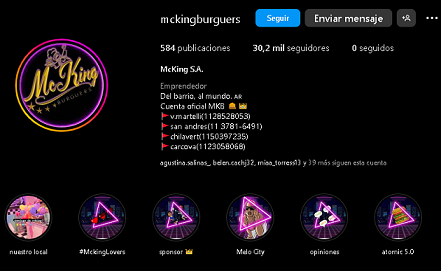 mckingburguers Seguir Enviar mensaje
584 publicaciones 30,2 mil seguidores 0 seguidos
McKing S.A.
Emprendedor
Del barrio, al mundo. AR
Cuenta oficial MKB 🍔 👑
🚩 v.martelli(1128528053)
🚩 san andres(11 3781-6491)
🚩 chilavert(1150397235)
🚩 carcova(1123058068)
agustina.salinas_, belen.cachj32, miaa_torress13 y 39 más siguen esta cuenta
McKing
BURGUERS
nuestro local #MckingLovers sponsor 👑 Melo City opiniones atomic 5.0